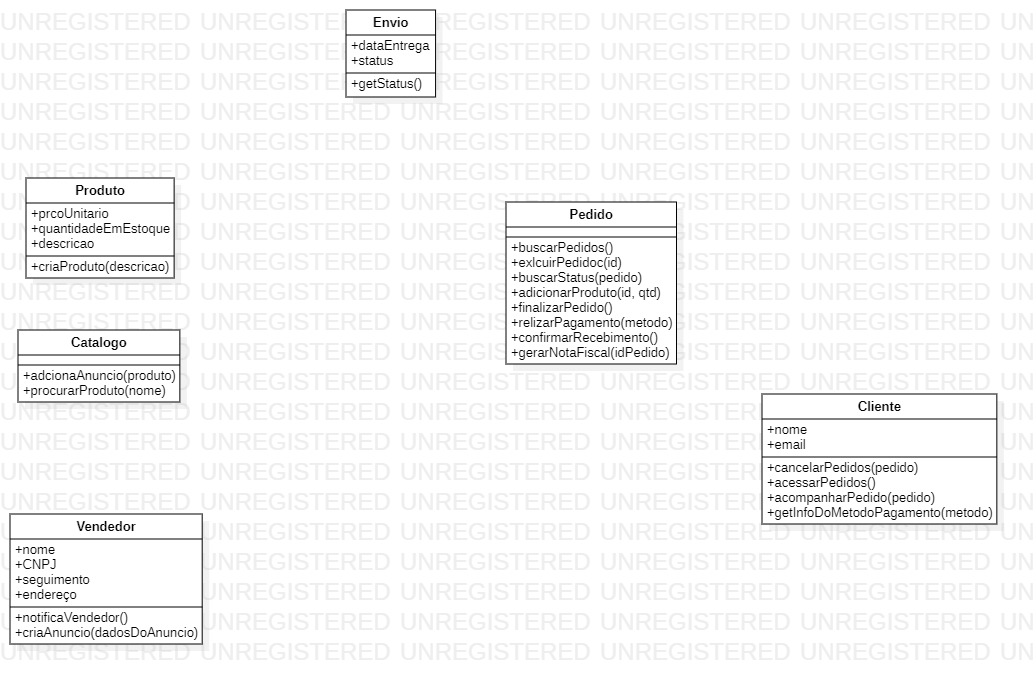 Envio
+dataEntrega
+status
+getStatus()
Produto
+prcoUnitario
+quantidadeEmEstoque
+descricao
+criaProduto(descricao)
Pedido
+buscarPedidos()
+exlcuirPedidoc(id)
+buscarStatus(pedido)
+adicionarProduto(id, qtd)
+finalizarPedido()
+relizarPagamento(metodo)
+confirmarRecebimento()
+gerarNotaFiscal(idPedido)
Catalogo
+adcionaAnuncio(produto)
+procurarProduto(nome)
Cliente
+nome
+email
+cancelarPedidos(pedido)
+acessarPedidos()
+acompanharPedido(pedido)
+getInfoDoMetodoPagamento(metodo)
Vendedor
+nome
+CNPJ
+seguimento
+endereço
+notificaVendedor()
+criaAnuncio(dadosDoAnuncio)
UNREGISTERED